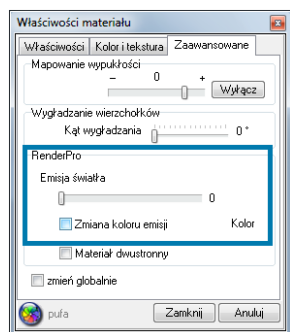 Właściwości materiału
Właściwości Kolor i tekstura Zaawansowane
Mapowanie wypukłości
- 0 +
Wyłącz
Wygładzanie wierzchołków
Kąt wygładzania 0 °
RenderPro
Emisja światła
0
Zmiana koloru emisji Kolor
Materiał dwustronny
zmień globalnie
pufa Zamknij Anuluj